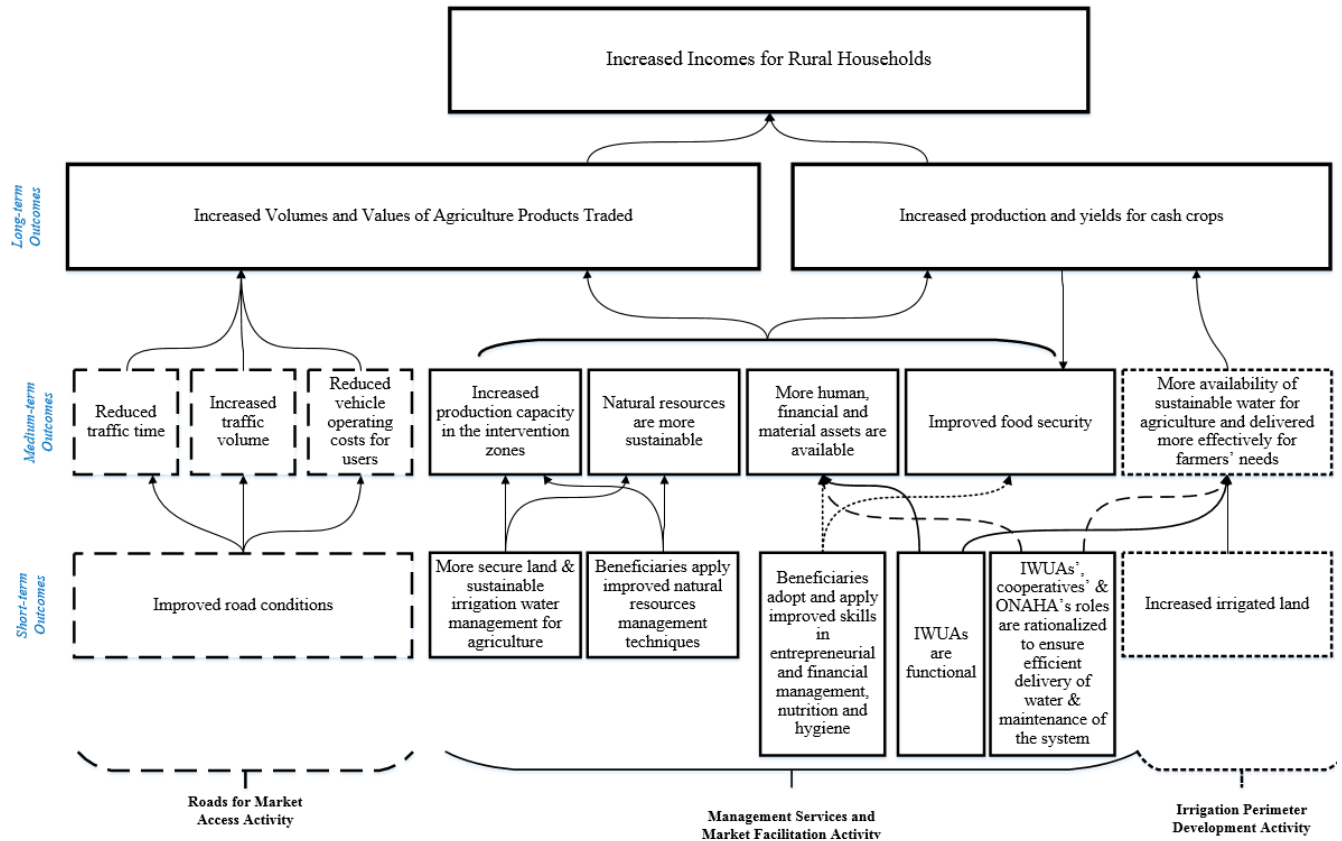 Increased Incomes for Rural Households
Long-term
Outcomes
Increased Volumes and Values of Agriculture Products Traded
Increased production and yields for cash crops
Medium-term
Outcomes
Reduced
traffic time
Increased
traffic
volume
Reduced
vehicle
operating
costs for
users
Increased
production
capacity
in the intervention
zones
Natural resources
are more
sustainable
More human,
financial and
material assets are
available
Improved food security
More availability of
sustainable water for
agriculture and delivered
more effectively for
farmers’ needs
Short-term
Outcomes
Improved road conditions
More secure land &
sustainable
irrigation water
management for
agriculture
Beneficiaries apply
improved natural
resources
management
techniques
Beneficiaries
adopt and apply
improved skills
in
entrepreneurial
and financial
management,
nutrition and
hygiene
IWUAs
are
functional
IWUAs’,
cooperatives’ &
ONAHA’s roles
are rationalized
to ensure
efficient
delivery of
water &
maintenance of
the system
Increased irrigated land
Roads for Market
Access Activity
Management Services and
Market Facilitation Activity
Irrigation Perimeter
Development Activity